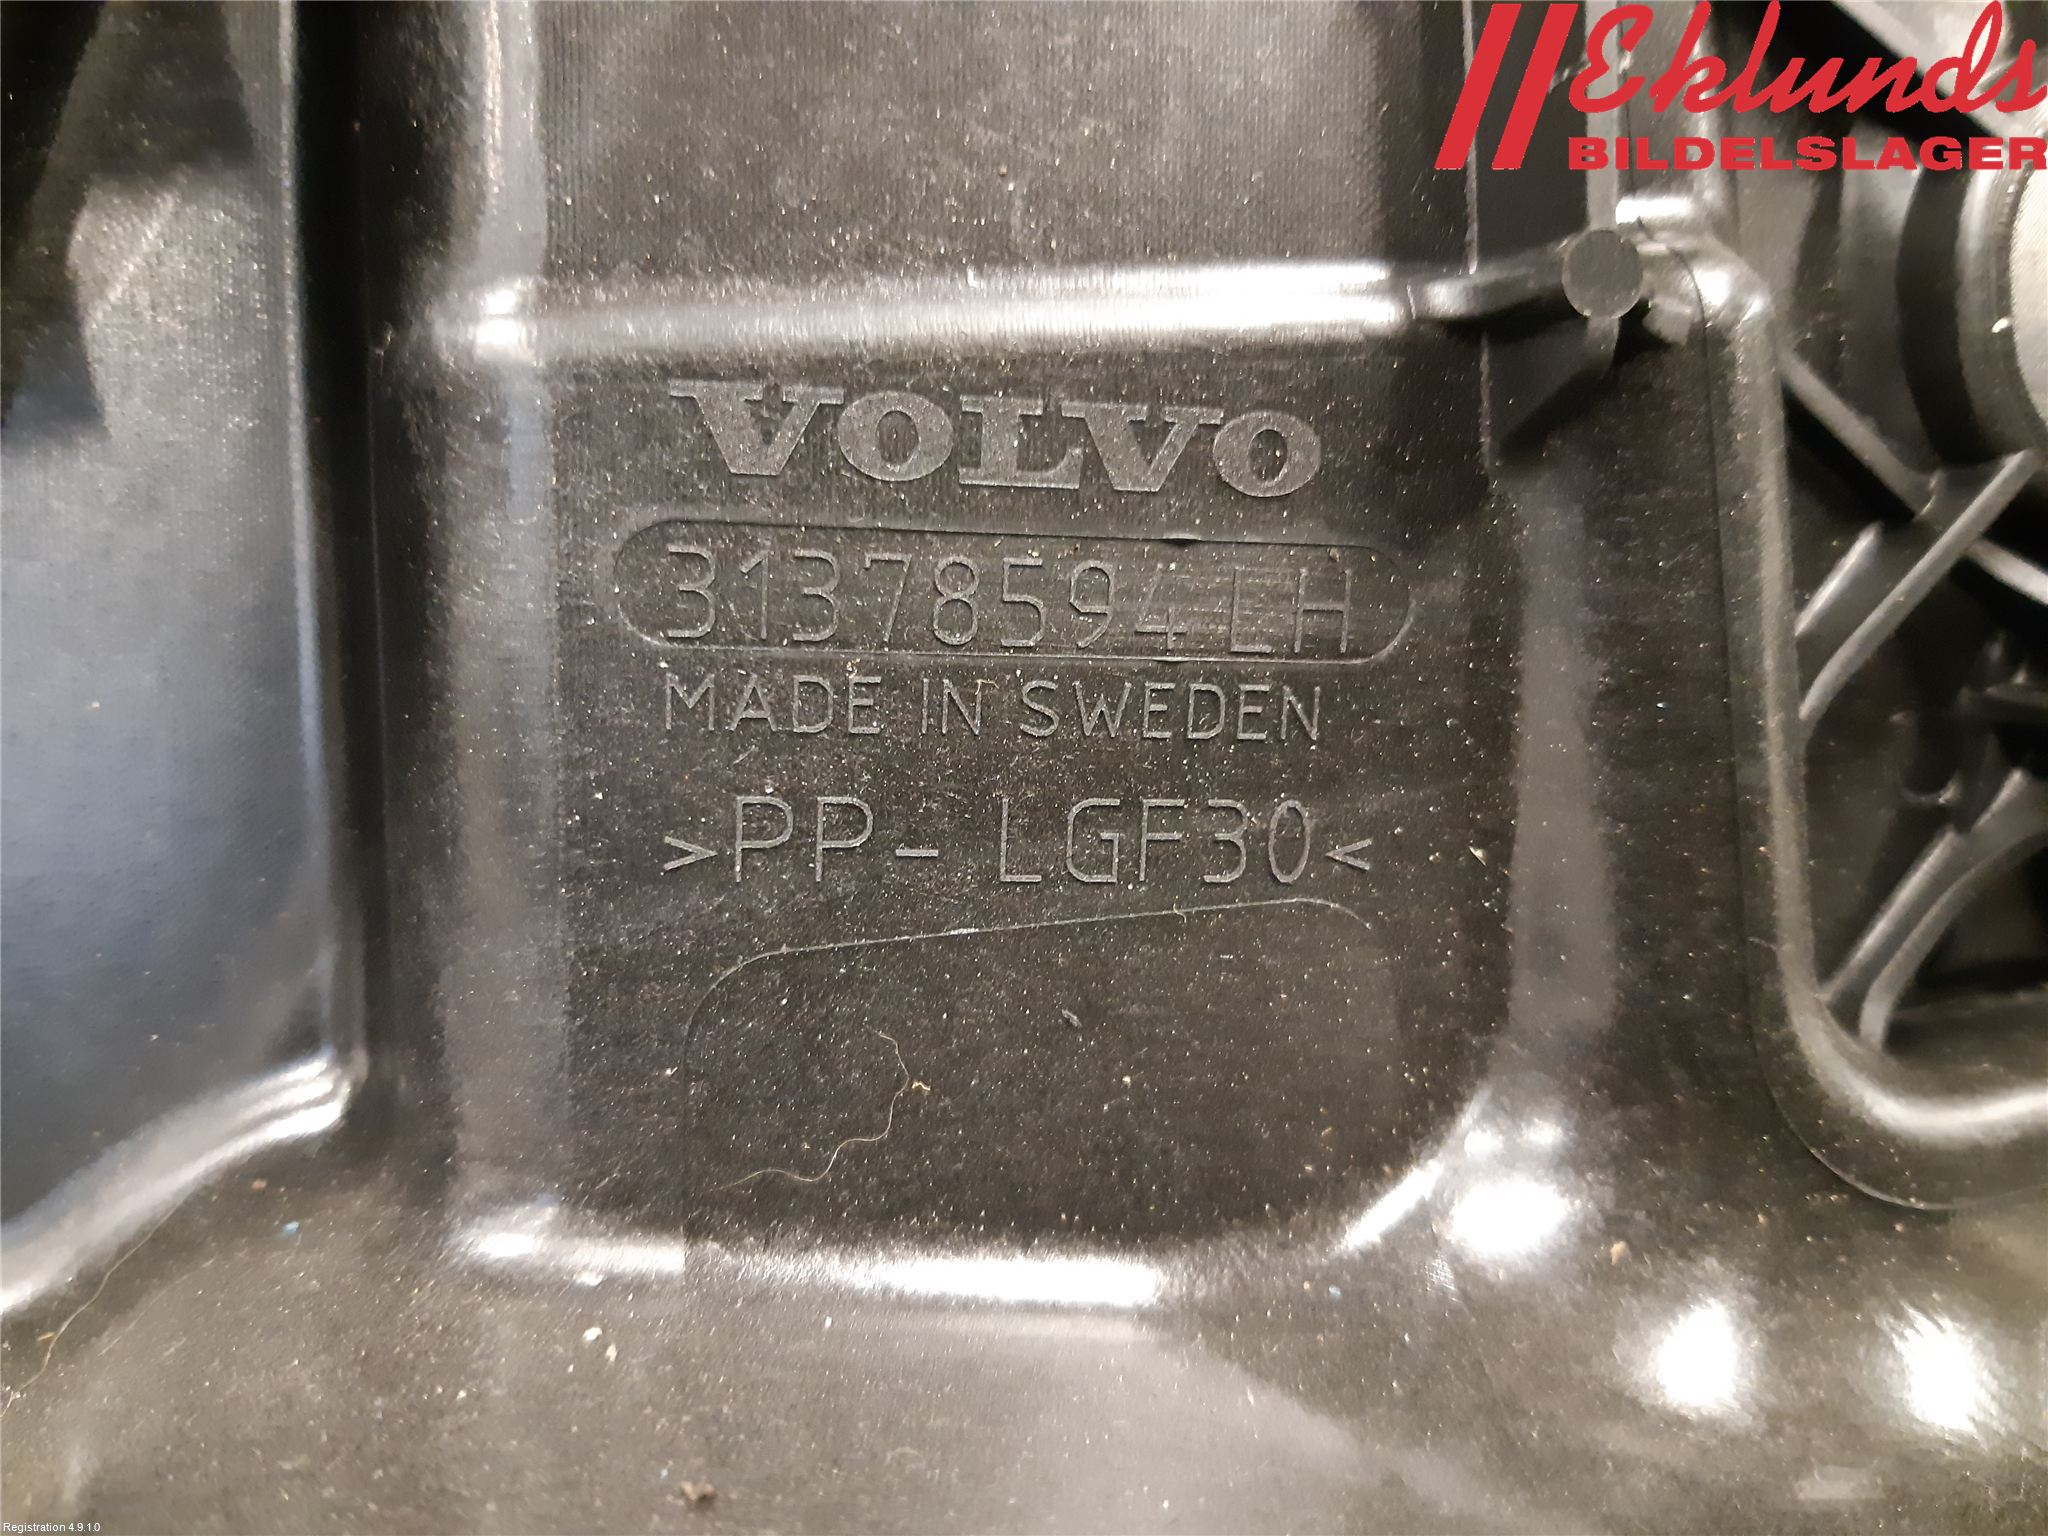 Eklunds
BILDELSLAGER
VOLVO
31378594 LH
MADE IN SWEDEN
>PP- LGF30<
Registration 4.9.1.0